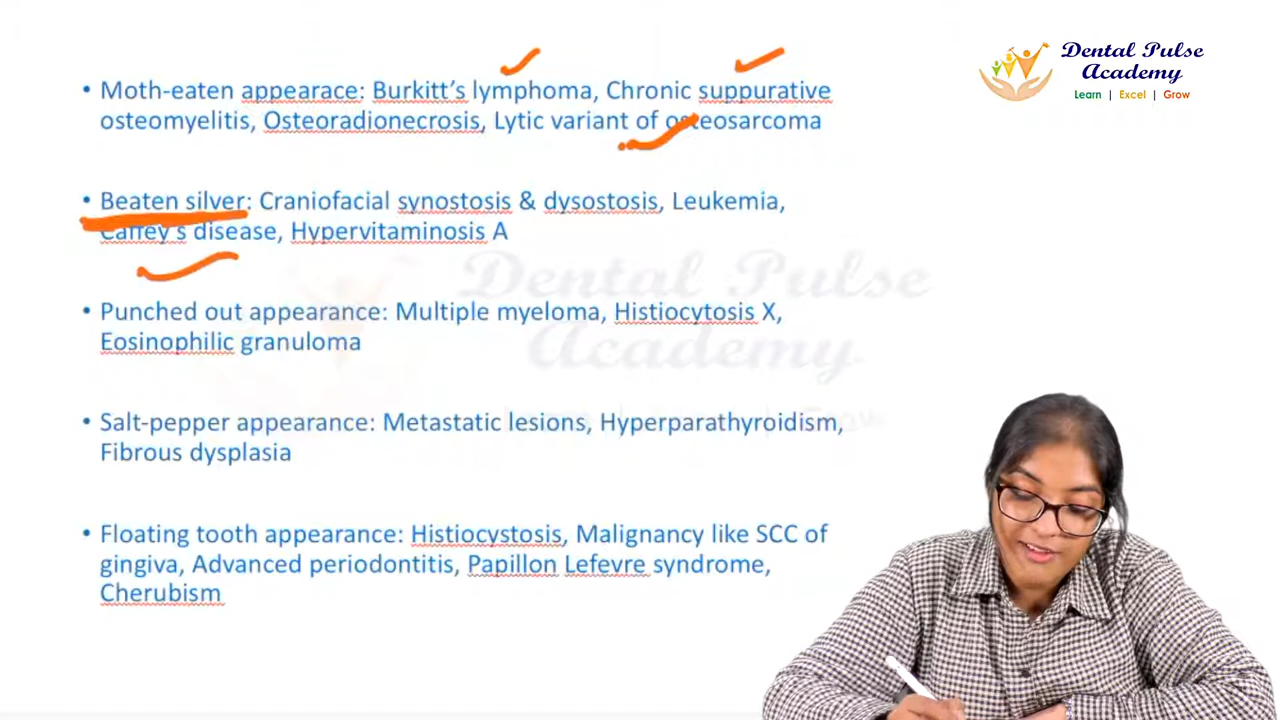 Dental Pulse
Academy
Learn | Excel | Grow
• Moth-eaten appearace: Burkitt's lymphoma, Chronic suppurative
osteomyelitis, Osteoradionecrosis, Lytic variant of osteosarcoma
• Beaten silver: Craniofacial synostosis & dysostosis, Leukemia,
Caffey's disease, Hypervitaminosis A
Dental Pulse
Academy
• Punched out appearance: Multiple myeloma, Histiocytosis X,
Eosinophilic granuloma
• Salt-pepper appearance: Metastatic lesions, Hyperparathyroidism,
Fibrous dysplasia
• Floating tooth appearance: Histiocystosis, Malignancy like SCC of
gingiva, Advanced periodontitis, Papillon Lefevre syndrome,
Cherubism